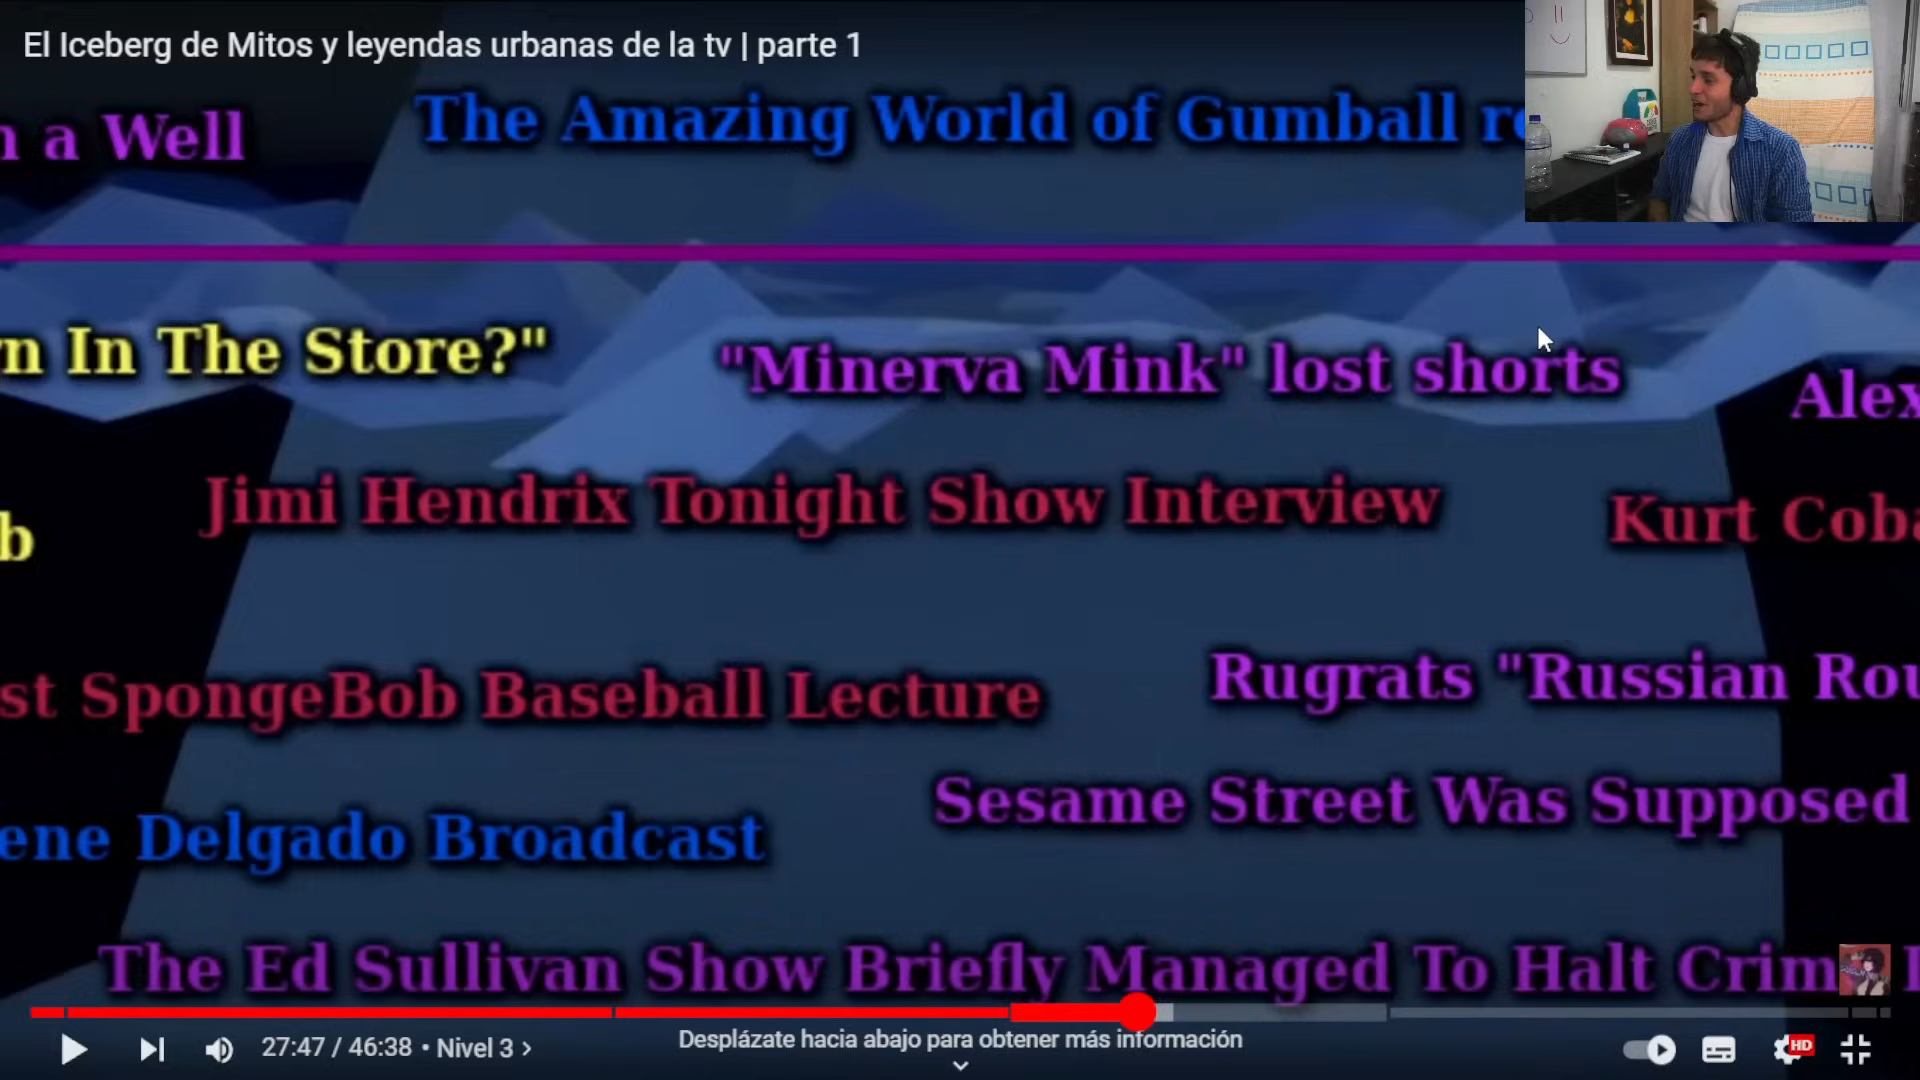 El Iceberg de Mitos y leyendas urbanas de la tv | parte 1
a Well
The Amazing World of Gumball
In The Store?"
"Minerva Mink" lost shorts
Jimi Hendrix Tonight Show Interview
Kurt
SpongeBob Baseball Lecture
Rugrats "Russian
Sesame Street Was Supposed
Delgado Broadcast
The Ed Sullivan Show Briefly Managed To Halt
27:47 / 46:38 • Nivel 3 >
Desplázate hacia abajo para obtener más información
HD